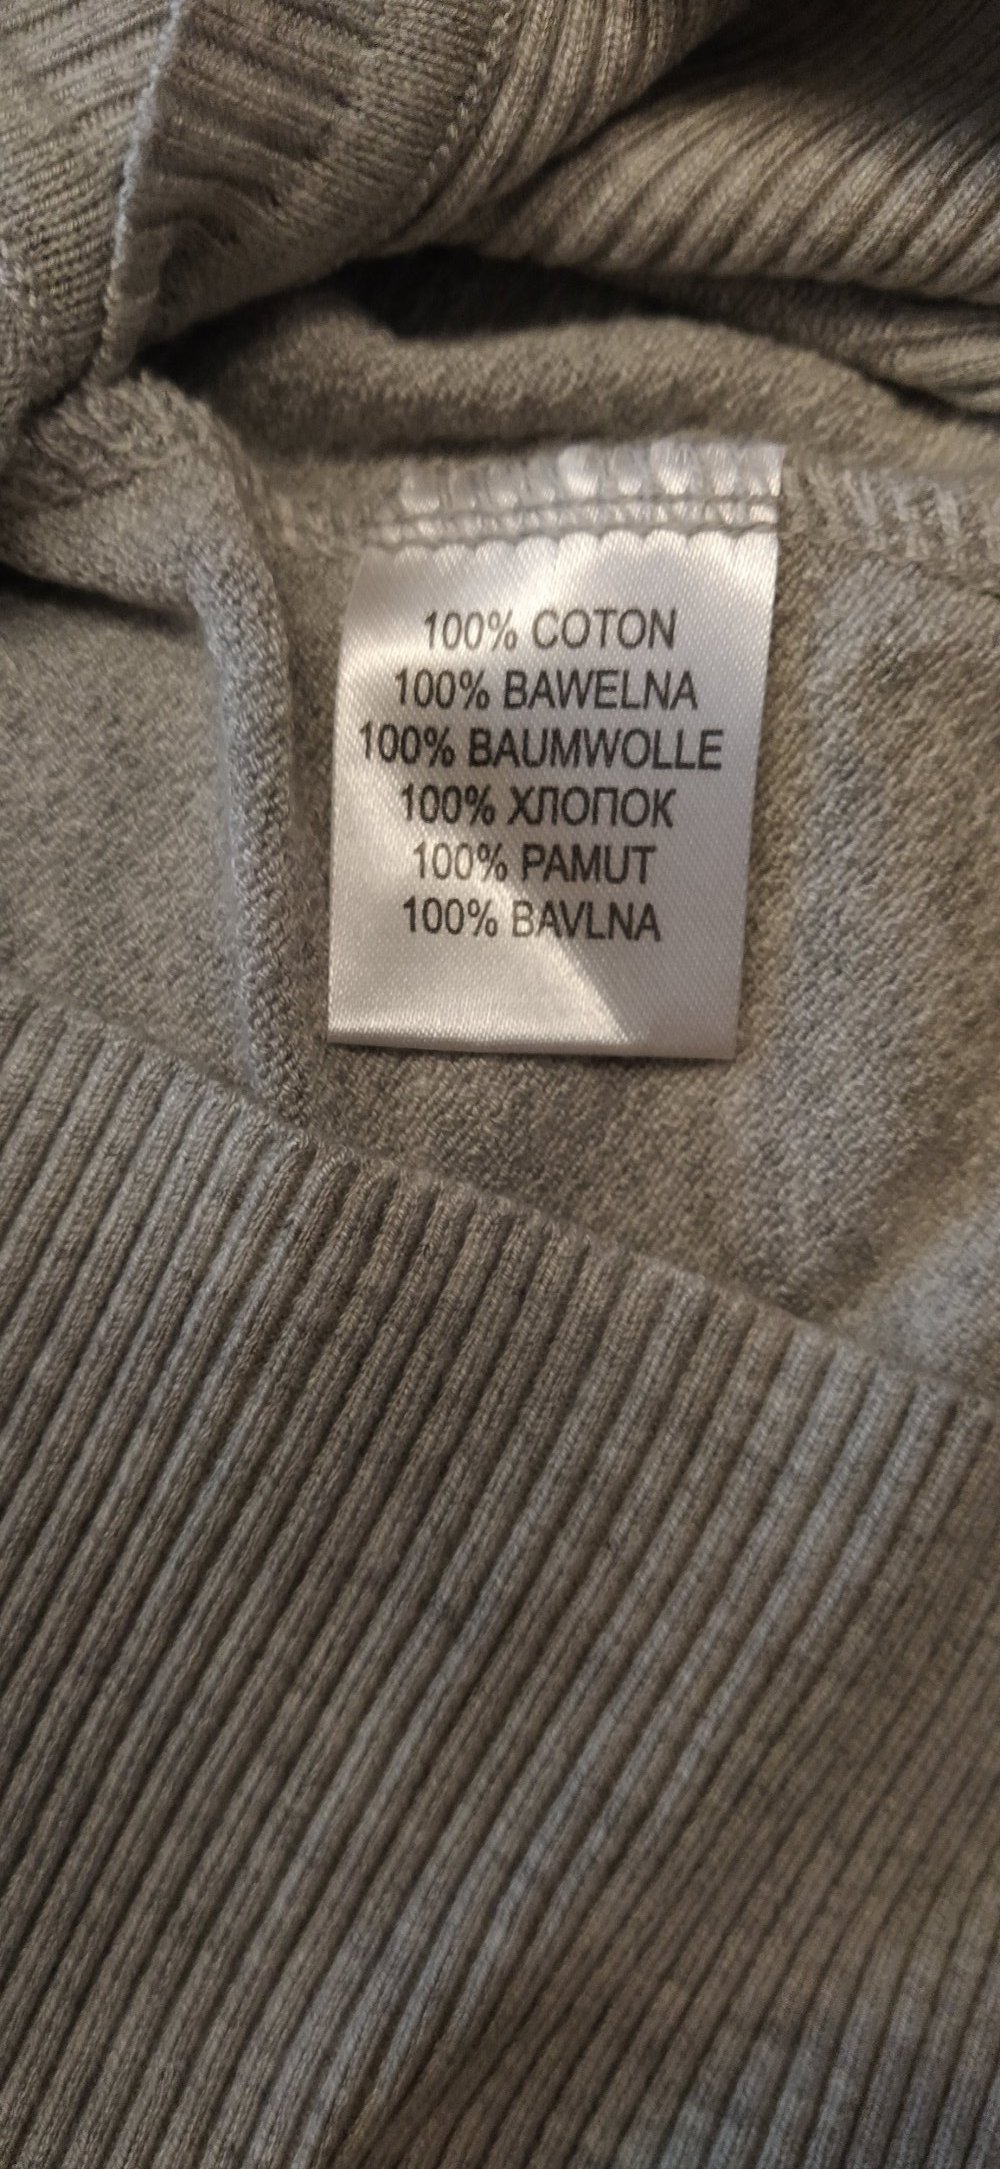 100% COTON
100% BAWELNA
100% BAUMWOLLE
100% ХЛОПОК
100% PAMUT
100% BAVLNA